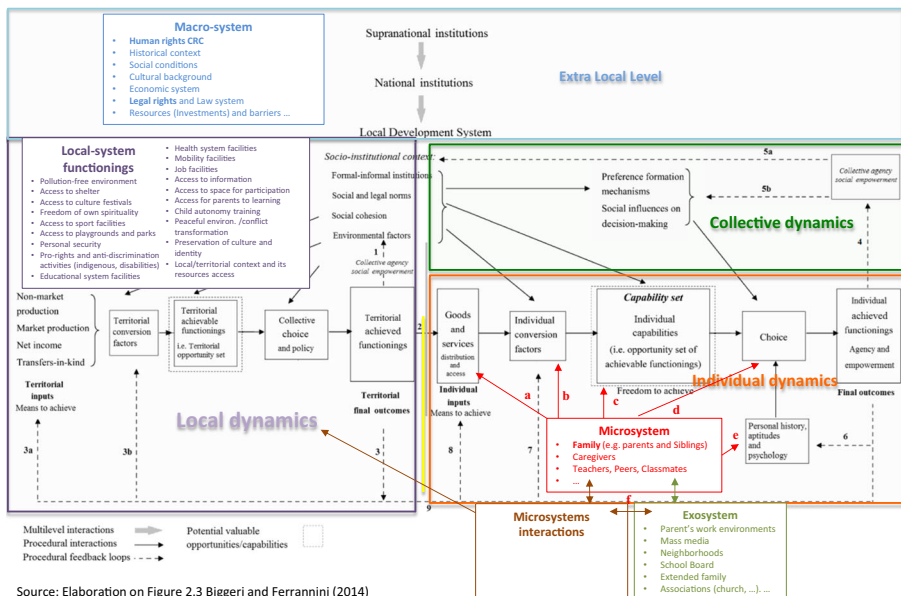 Macro-system
• Human rights CRC
• Historical context
• Social conditions
• Cultural background
• Economic system
• Legal rights and Law system
• Resources (Investments) and barriers ...
Supranational institutions
National institutions
Local Development System
Extra Local Level
Local-system
functionings
• Pollution-free environment
• Access to shelter
• Access to culture festivals
• Freedom of own spirituality
• Access to sport facilities
• Access to playgrounds and parks
• Personal security
• Pro-rights and anti-discrimination
activities (indigenous, disabilities)
• Educational system facilities
• Health system facilities
• Mobility facilities
• Job facilities
• Access to information
• Access to space for participation
• Access for parents to learning
• Child autonomy training
• Peaceful environ. /conflict
transformation
• Preservation of culture and
identity
• Local/territorial context and its
resources access
Socio-institutional context:
Formal-informal institutions
Social and legal norms
Social cohesion
Environmental factors
1
Collective agency
social empowerment
5a
5b
Preference formation
mechanisms
Social influences on
decision-making
Collective agency
social empowerment
4
Collective dynamics
Non-market
production
Market production
Net income
Transfers-in-kind
Territorial
inputs
Means to achieve
Territorial
conversion
factors
Territorial
achievable
functionings
i.e. Territorial
opportunity set
Collective
choice
and policy
Territorial
achieved
functionings
Territorial
final outcomes
Local dynamics
3a
3b
3
2
Goods
and
services
distribution
and
access
Individual
inputs
Means to achieve
Individual
conversion
factors
Capability set
Individual
capabilities
(i.e. opportunity set of
achievable functionings)
Freedom to achieve
Choice
Individual
achieved
functionings
Agency and
empowerment
Individual dynamics
Final outcomes
a
b
c
d
e
f
8
7
6
9
Personal history,
aptitudes
and
psychology
Microsystem
• Family (e.g. parents and Siblings)
• Caregivers
• Teachers, Peers, Classmates
• ...
Microsystems
interactions
Exosystem
• Parent's work environments
• Mass media
• Neighborhoods
• School Board
• Extended family
• Associations (church, ...). ...
Multilevel interactions
Procedural interactions
Procedural feedback loops
Potential valuable
opportunities/capabilities
Source: Elaboration on Figure 2.3 Biggeri and Ferrannini (2014)